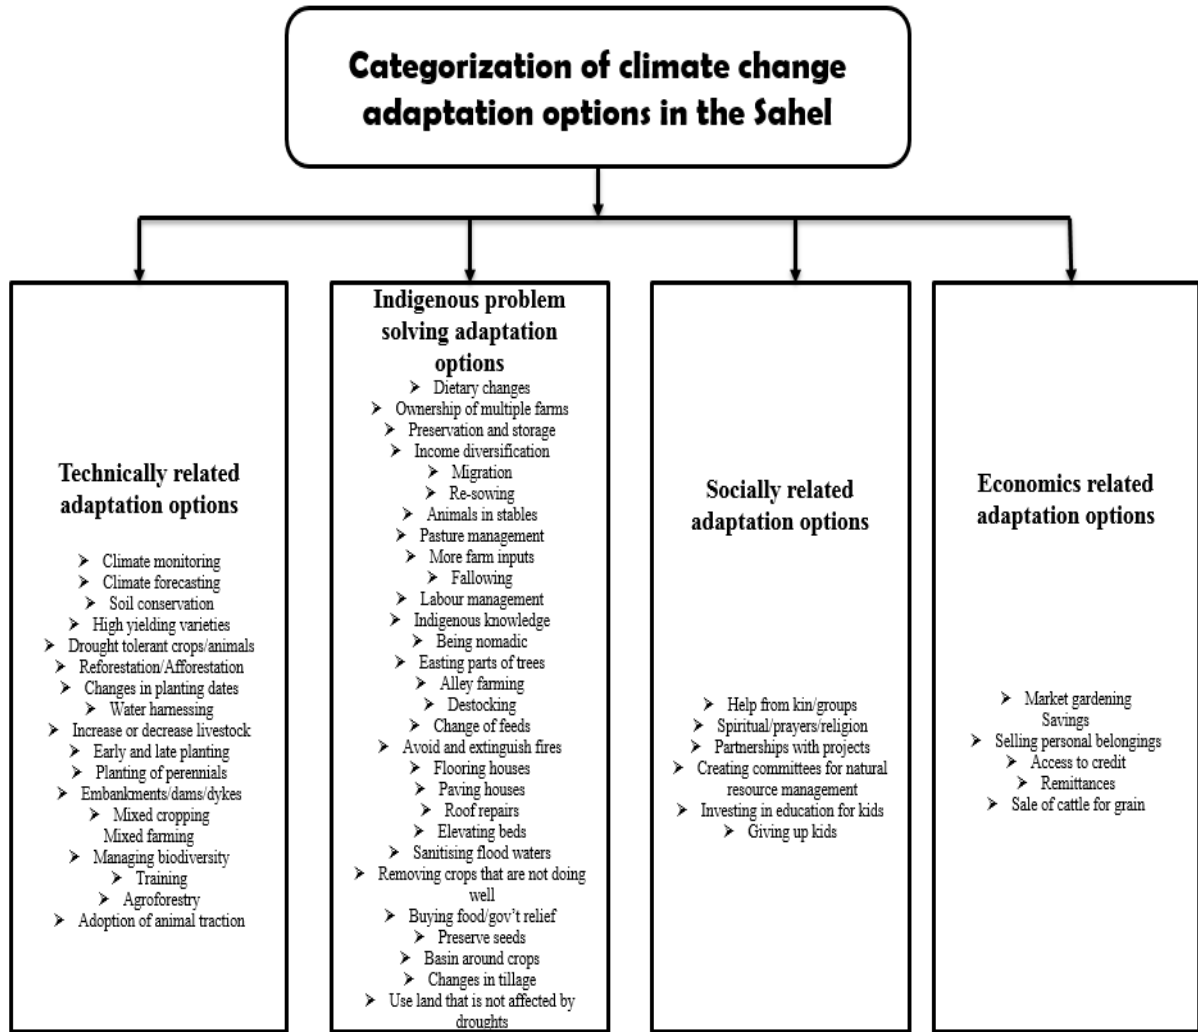 Categorization of climate change
adaptation options in the Sahel
Technically related
adaptation options
➤ Climate monitoring
➤ Climate forecasting
➤ Soil conservation
➤ High yielding varieties
➤ Drought tolerant crops/animals
➤ Reforestation/Afforestation
➤ Changes in planting dates
➤ Water harnessing
➤ Increase or decrease livestock
➤ Early and late planting
➤ Planting of perennials
➤ Embankments/dams/dykes
➤ Mixed cropping
Mixed farming
➤ Managing biodiversity
➤ Training
➤ Agroforestry
➤ Adoption of animal traction
Indigenous problem
solving adaptation
options
➤ Dietary changes
➤ Ownership of multiple farms
➤ Preservation and storage
➤ Income diversification
➤ Migration
➤ Re-sowing
➤ Animals in stables
➤ Pasture management
➤ More farm inputs
➤ Fallowing
➤ Labour management
➤ Indigenous knowledge
➤ Being nomadic
➤ Easting parts of trees
➤ Alley farming
➤ Destocking
➤ Change of feeds
➤ Avoid and extinguish fires
➤ Flooring houses
➤ Paving houses
➤ Roof repairs
➤ Elevating beds
➤ Sanitising flood waters
➤ Removing crops that are not doing
well
➤ Buying food/gov't relief
➤ Preserve seeds
➤ Basin around crops
➤ Changes in tillage
➤ Use land that is not affected by
droughts
Socially related
adaptation options
➤ Help from kin/groups
➤ Spiritual/prayers/religion
➤ Partnerships with projects
➤ Creating committees for natural
resource management
➤ Investing in education for kids
➤ Giving up kids
Economics related
adaptation options
➤ Market gardening
Savings
➤ Selling personal belongings
➤ Access to credit
➤ Remittances
➤ Sale of cattle for grain